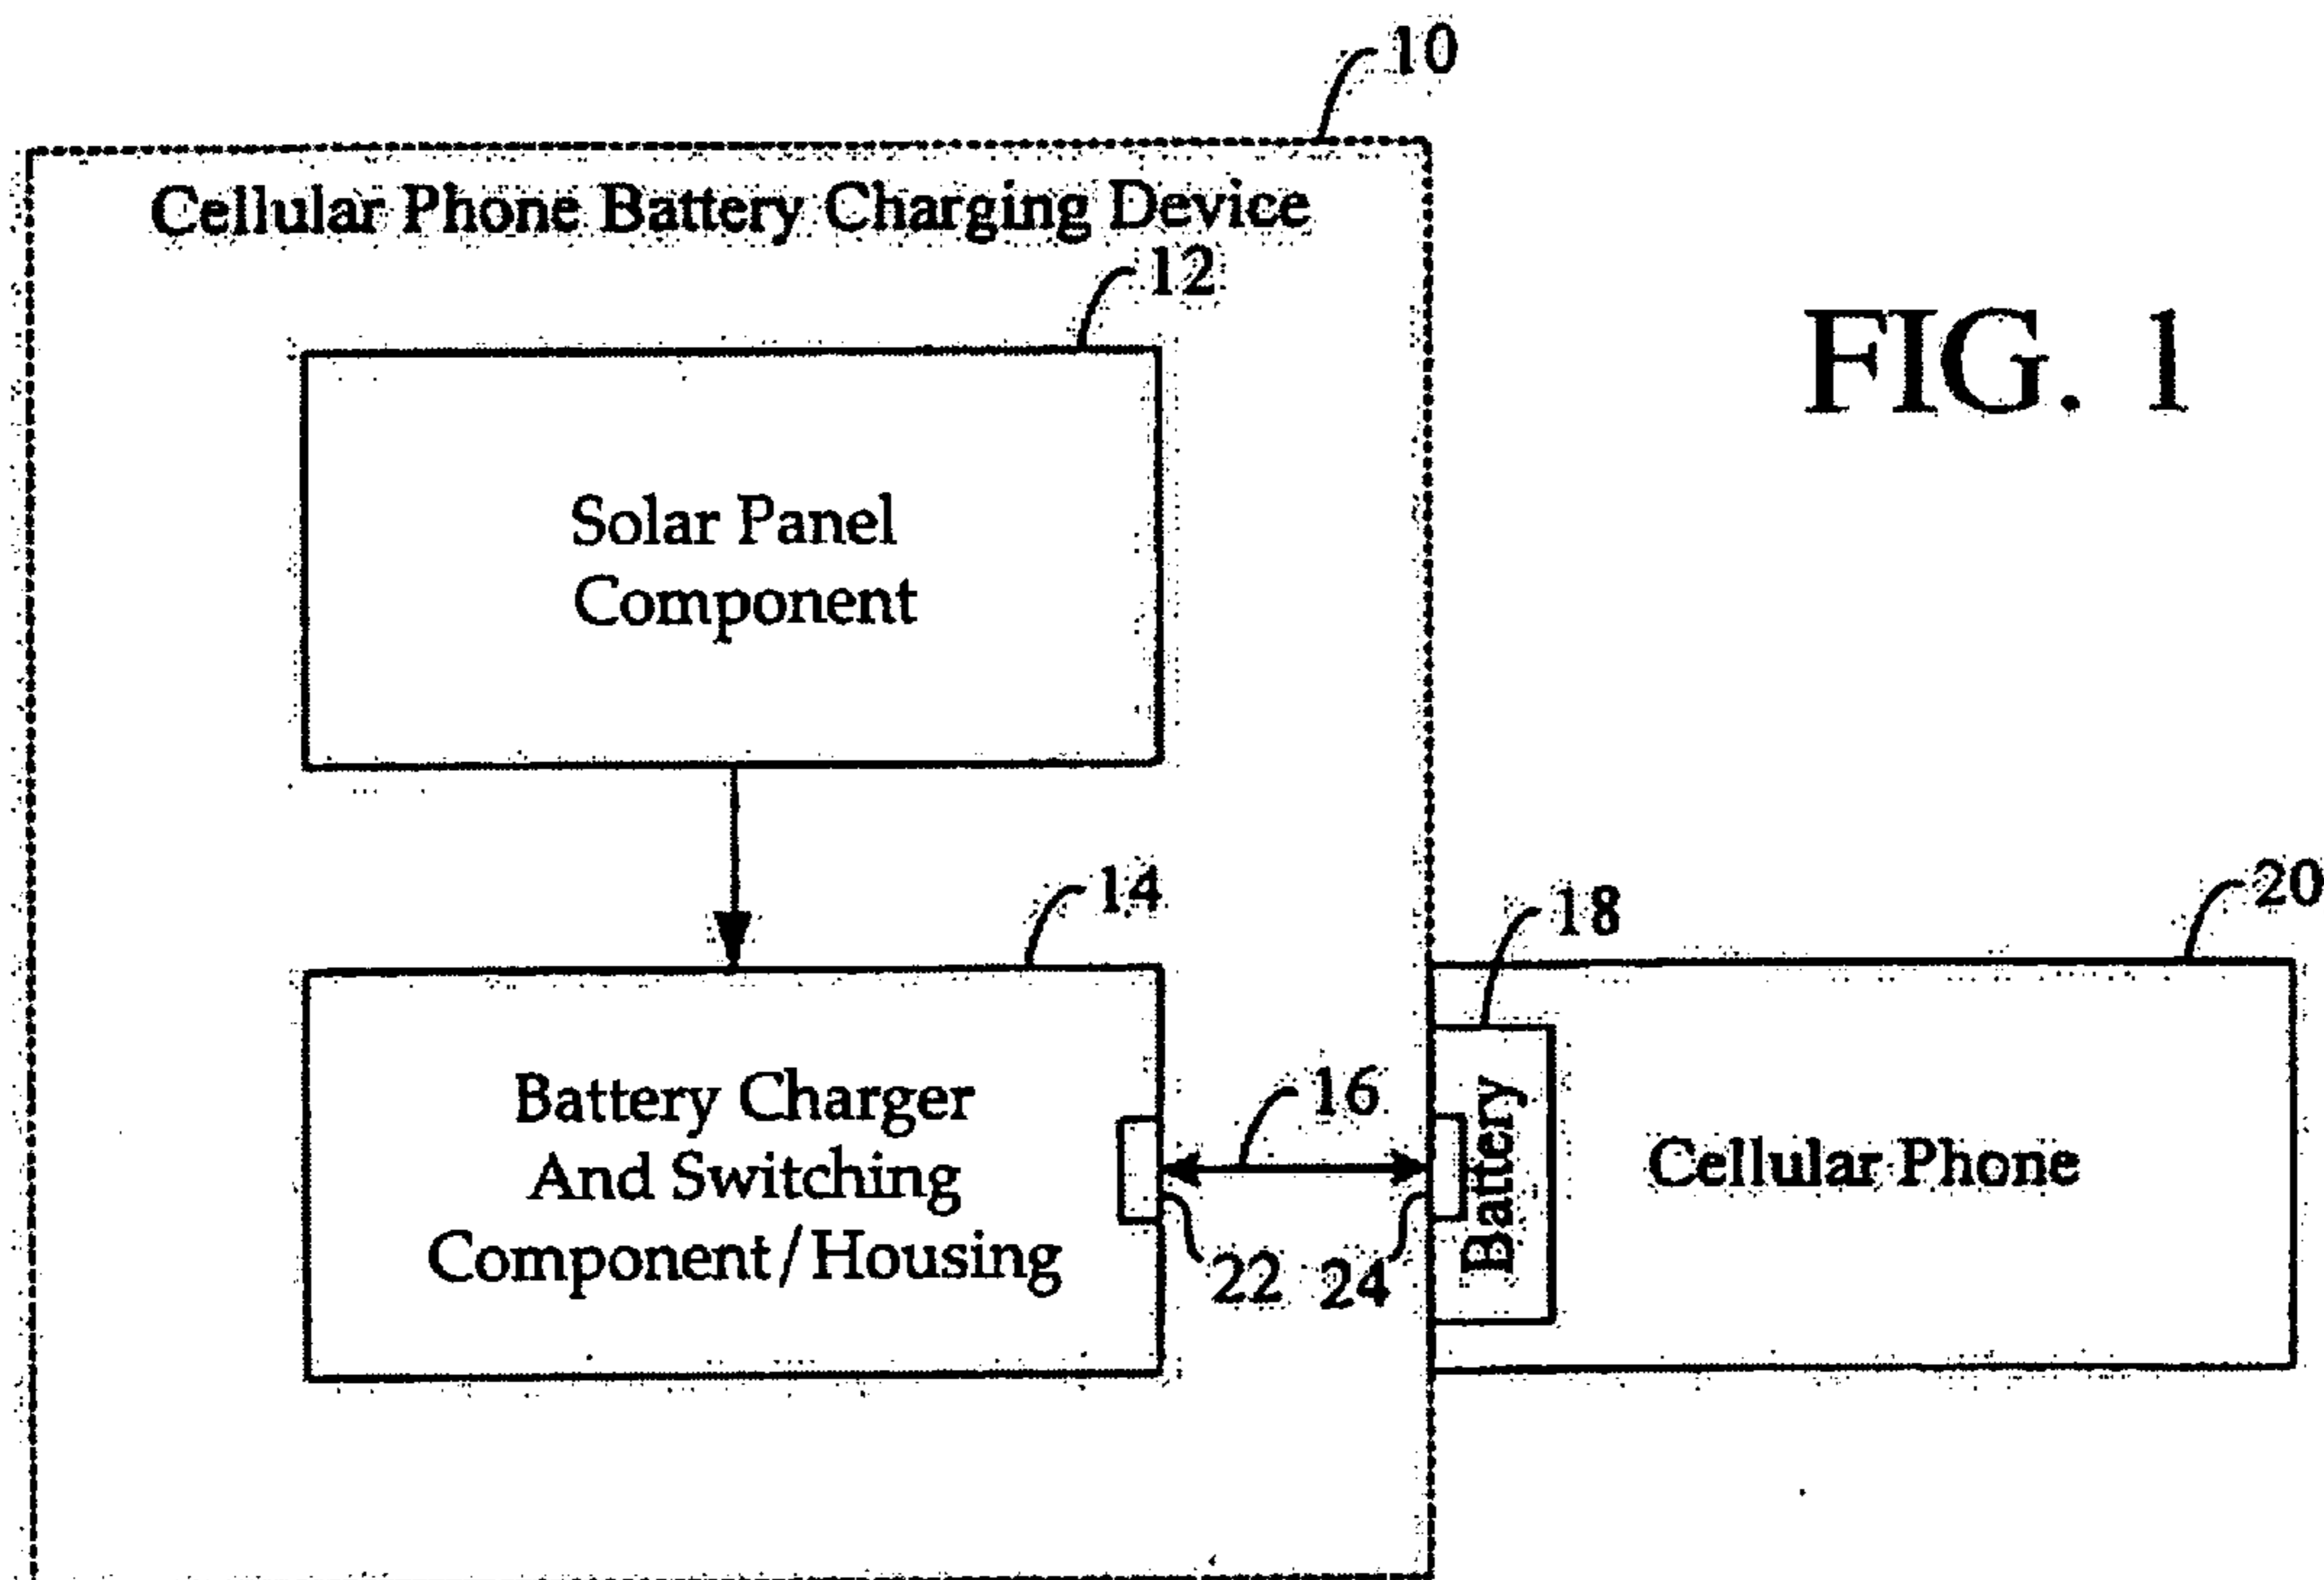 10
Cellular Phone Battery Charging Device
12
FIG. 1
Solar Panel
Component
14
18
20
Battery Charger
And Switching
Component/Housing
16
22
24
Battery
Cellular Phone